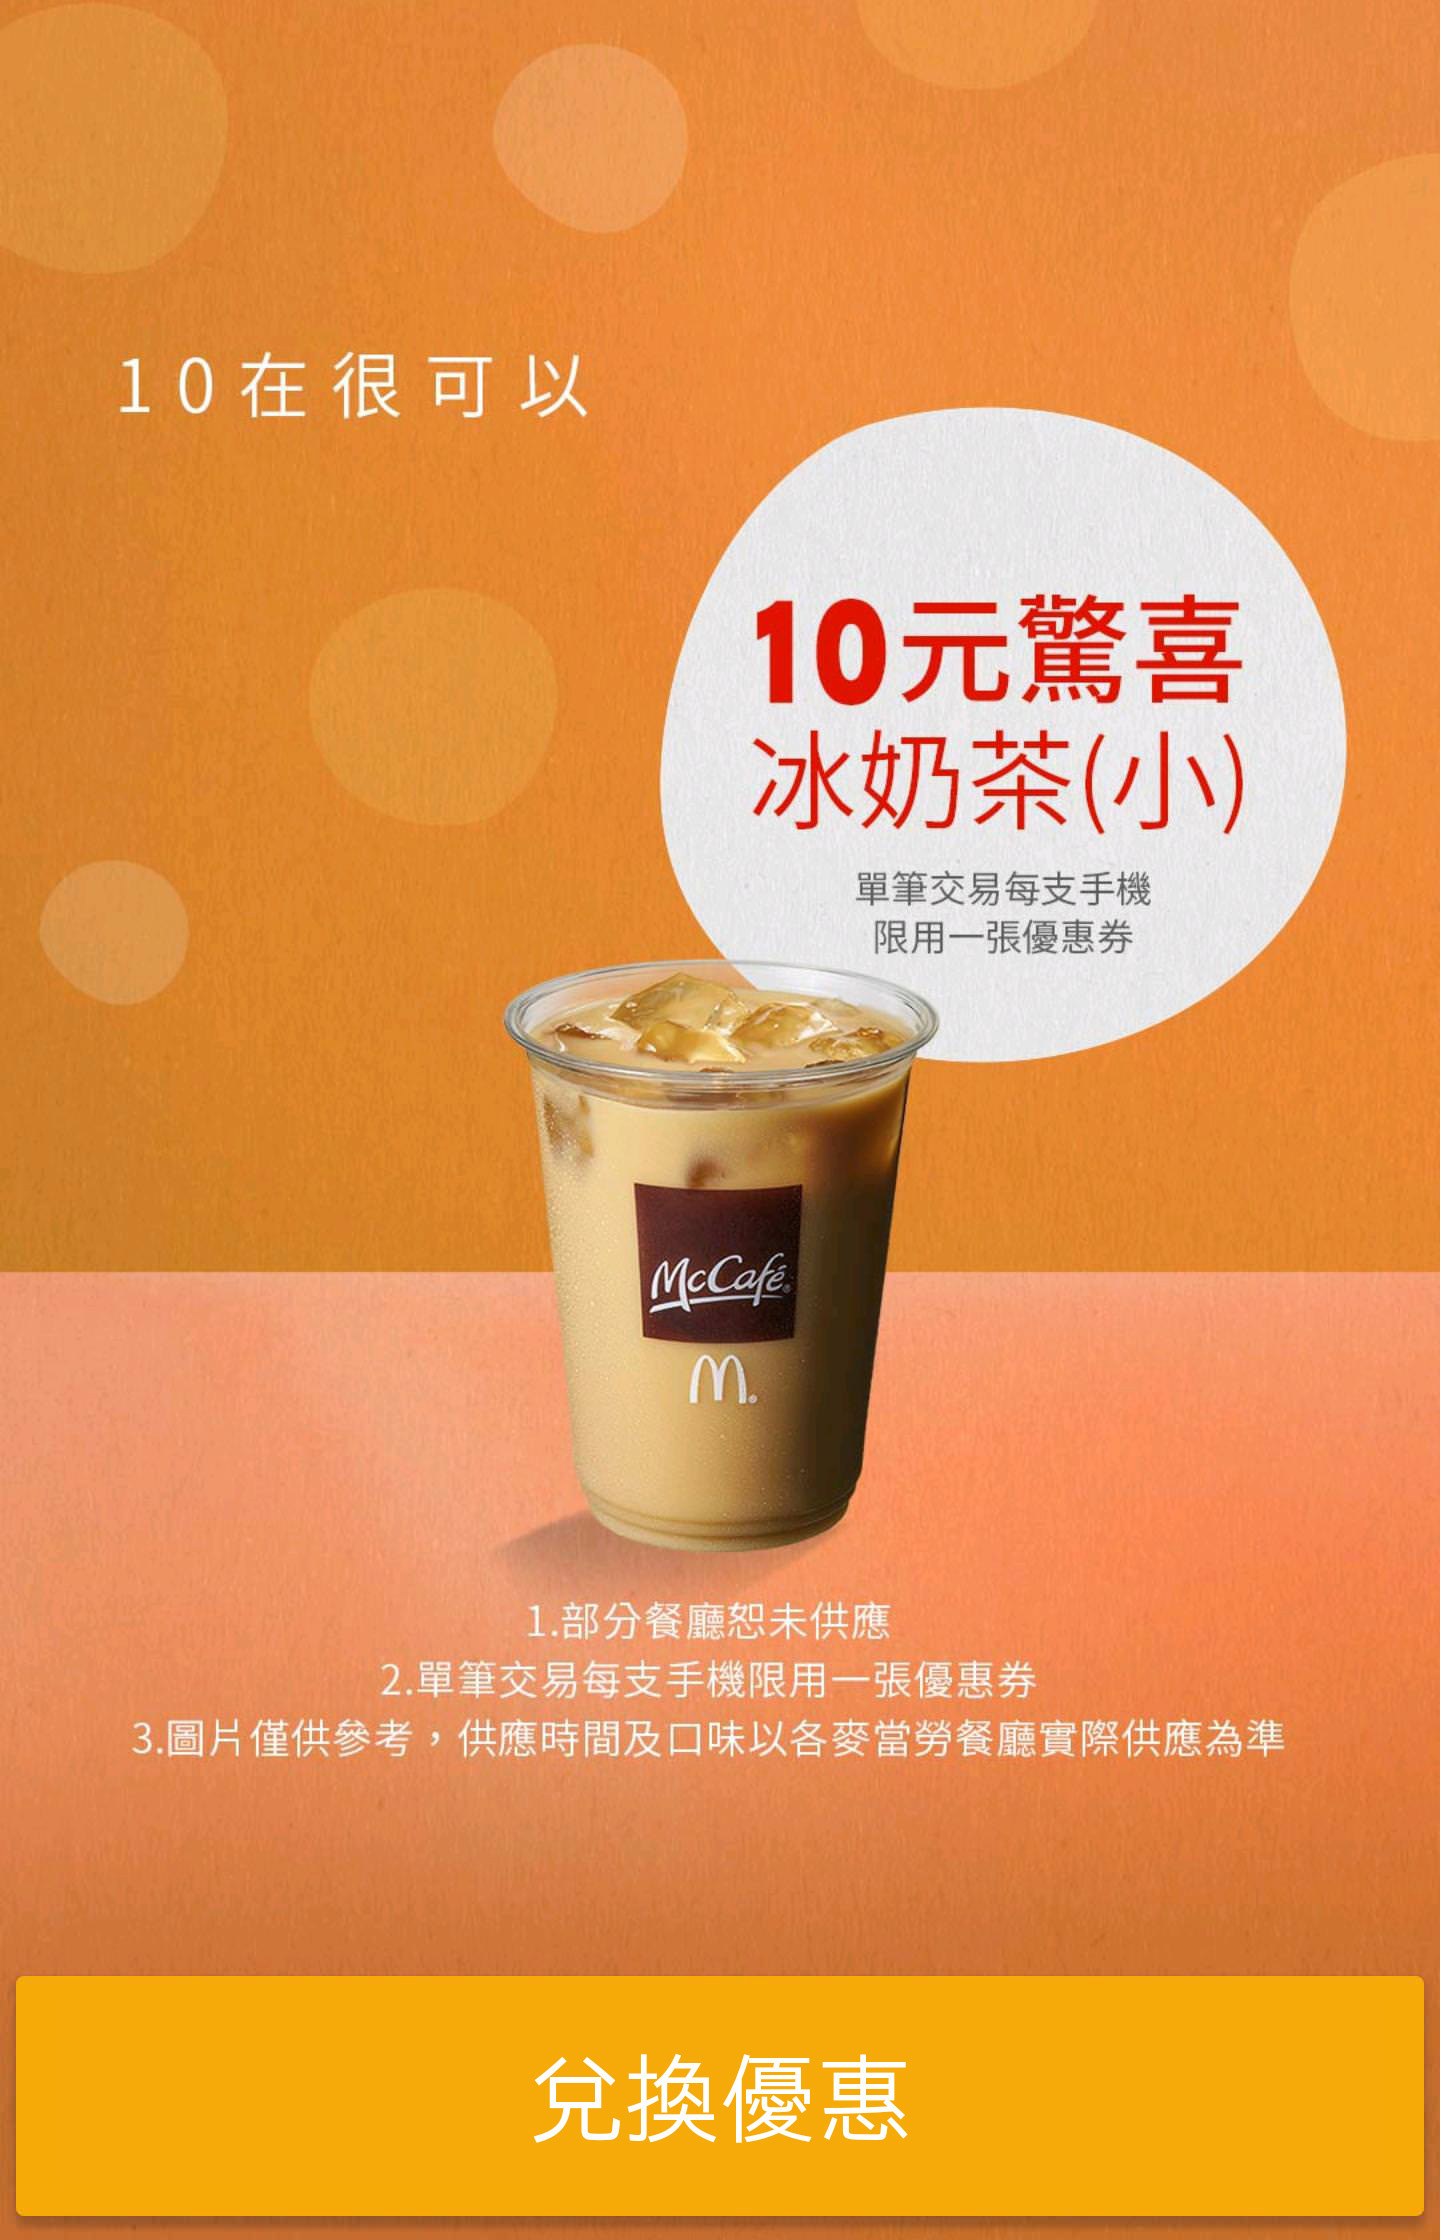 10在很可以
10元驚喜
冰奶茶(小)
單筆交易每支手機
限用一張優惠券
McCafé®
M®
1.部分餐廳恕未供應
2.單筆交易每支手機限用一張優惠券
3.圖片僅供參考，供應時間及口味以各麥當勞餐廳實際供應為準
兌換優惠